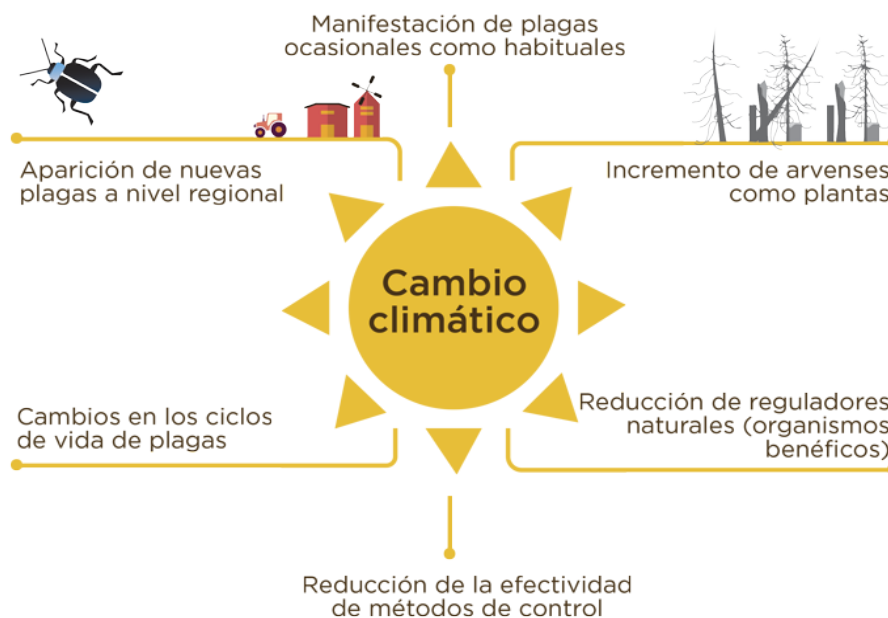 Manifestación de plagas
ocasionales como habituales
Aparición de nuevas
plagas a nivel regional
Incremento de arvenses
como plantas
Cambio
climático
Cambios en los ciclos
de vida de plagas
Reducción de reguladores
naturales (organismos
benéficos)
Reducción de la efectividad
de métodos de control